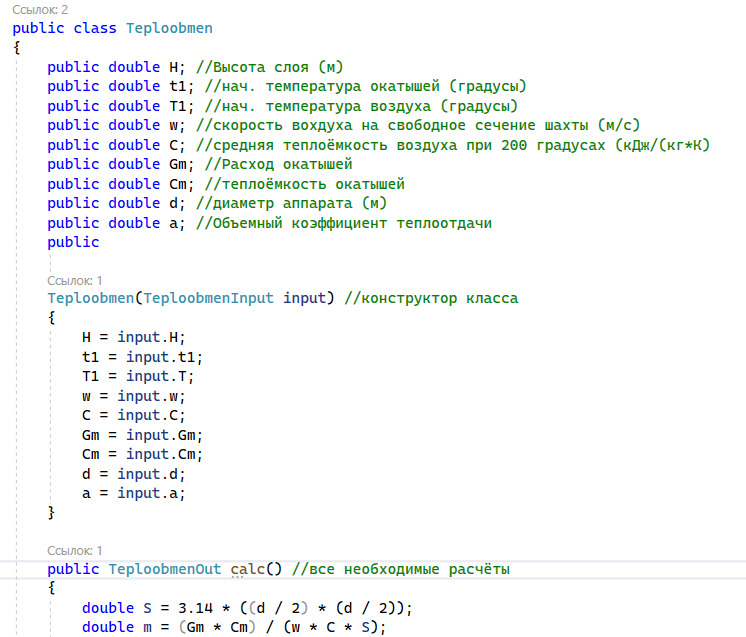 Ссылок: 2
public class Teploobmen
{
public double H; //Высота слоя (м)
public double t1; //нач. температура окатышей (градусы)
public double T1; //нач. температура воздуха (градусы)
public double w; //скорость вохдуха на свободное сечение шахты (м/с)
public double C; //средняя теплоёмкость воздуха при 200 градусах (кДж/(кг*К)
public double Gm; //Расход окатышей
public double Cm; //теплоёмкость окатышей
public double d; //диаметр аппарата (м)
public double a; //Объемный коэффициент теплоотдачи
public
Ссылок: 1
Teploobmen(TeploobmenInput input) //конструктор класса
{
H = input.H;
t1 = input.t1;
T1 = input.T;
w = input.w;
C = input.C;
Gm = input.Gm;
Cm = input.Cm;
d = input.d;
a = input.a;
}
Ссылок: 1
public TeploobmenOut calc() //все необходимые расчёты
{
double S = 3.14 * ((d / 2) * (d / 2));
double m = (Gm * Cm) / (w * C * S);